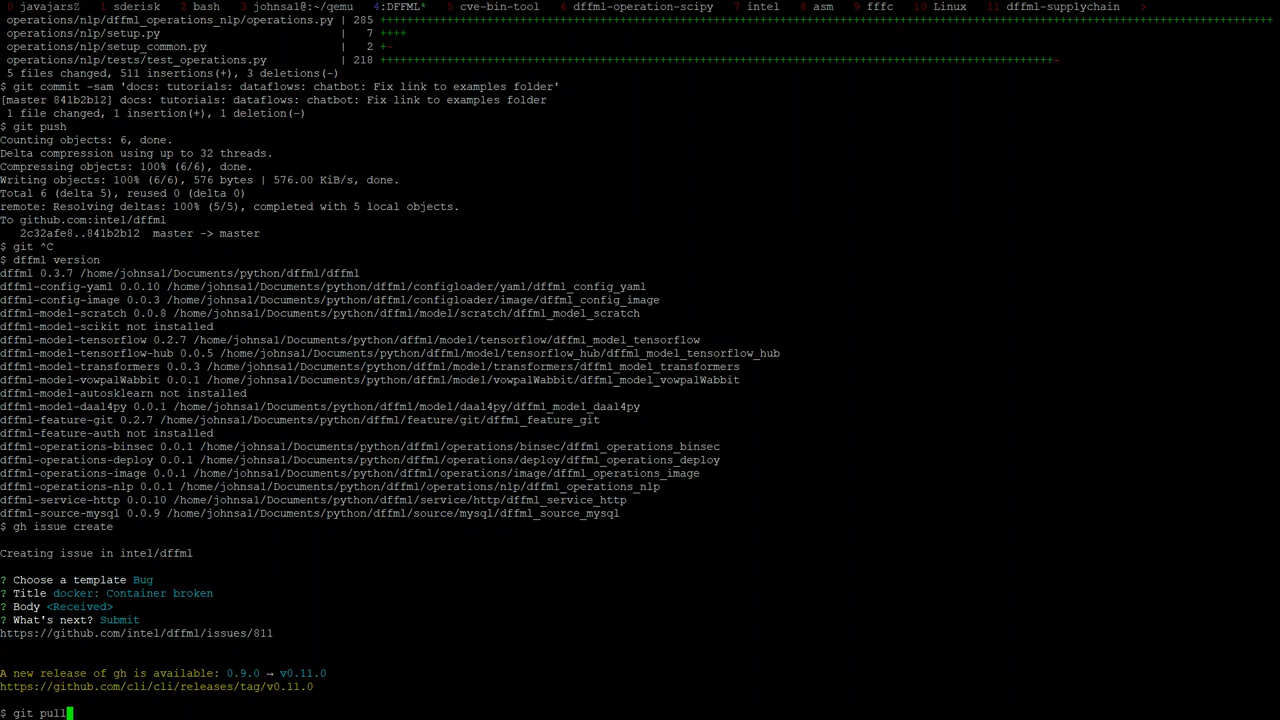 0 javajarsZ  1 sderisk  2 bash  3 johnsa1@:~/qemu  4:DFFML*  5 cve-bin-tool  6 dffml-operation-scipy  7 intel  8 asm  9 fffc  10 Linux  11 dffml-supplychain  >
operations/nlp/dffml_operations_nlp/operations.py | 285 ++++++++++++++++++++++++++++++++++++++++++++++++++++++++++++++++++++++++++++++++++++++++++++++++++++++++++++++++++++++++++++++++++++++
operations/nlp/setup.py                           |   7 ++++
operations/nlp/setup_common.py                    |   2 +-
operations/nlp/tests/test_operations.py           | 218 +++++++++++++++++++++++++++++++++++++++++++++++++++++++++++++++++++++++++++++++++++++++++++++++++++++-
5 files changed, 511 insertions(+), 3 deletions(-)
$ git commit -sam 'docs: tutorials: dataflows: chatbot: Fix link to examples folder'
[master 841b2b12] docs: tutorials: dataflows: chatbot: Fix link to examples folder
1 file changed, 1 insertion(+), 1 deletion(-)
$ git push
Counting objects: 6, done.
Delta compression using up to 32 threads.
Compressing objects: 100% (6/6), done.
Writing objects: 100% (6/6), 576 bytes | 576.00 KiB/s, done.
Total 6 (delta 5), reused 0 (delta 0)
remote: Resolving deltas: 100% (5/5), completed with 5 local objects.
To github.com:intel/dffml
2c32afe8..841b2b12  master -> master
$ git ^C
$ dffml version
dffml 0.3.7 /home/johnsa1/Documents/python/dffml/dffml
dffml-config-yaml 0.0.10 /home/johnsa1/Documents/python/dffml/configloader/yaml/dffml_config_yaml
dffml-config-image 0.0.3 /home/johnsa1/Documents/python/dffml/configloader/image/dffml_config_image
dffml-model-scratch 0.0.8 /home/johnsa1/Documents/python/dffml/model/scratch/dffml_model_scratch
dffml-model-scikit not installed
dffml-model-tensorflow 0.2.7 /home/johnsa1/Documents/python/dffml/model/tensorflow/dffml_model_tensorflow
dffml-model-tensorflow-hub 0.0.5 /home/johnsa1/Documents/python/dffml/model/tensorflow_hub/dffml_model_tensorflow_hub
dffml-model-transformers 0.0.3 /home/johnsa1/Documents/python/dffml/model/transformers/dffml_model_transformers
dffml-model-vowpalWabbit 0.0.1 /home/johnsa1/Documents/python/dffml/model/vowpalWabbit/dffml_model_vowpalWabbit
dffml-model-autosklearn not installed
dffml-model-daal4py 0.0.1 /home/johnsa1/Documents/python/dffml/model/daal4py/dffml_model_daal4py
dffml-feature-git 0.2.7 /home/johnsa1/Documents/python/dffml/feature/git/dffml_feature_git
dffml-feature-auth not installed
dffml-operations-binsec 0.0.1 /home/johnsa1/Documents/python/dffml/operations/binsec/dffml_operations_binsec
dffml-operations-deploy 0.0.1 /home/johnsa1/Documents/python/dffml/operations/deploy/dffml_operations_deploy
dffml-operations-image 0.0.1 /home/johnsa1/Documents/python/dffml/operations/image/dffml_operations_image
dffml-operations-nlp 0.0.1 /home/johnsa1/Documents/python/dffml/operations/nlp/dffml_operations_nlp
dffml-service-http 0.0.10 /home/johnsa1/Documents/python/dffml/service/http/dffml_service_http
dffml-source-mysql 0.0.9 /home/johnsa1/Documents/python/dffml/source/mysql/dffml_source_mysql
$ gh issue create
Creating issue in intel/dffml
? Choose a template Bug
? Title docker: Container broken
? Body <Received>
? What's next? Submit
https://github.com/intel/dffml/issues/811
A new release of gh is available: 0.9.0 → v0.11.0
https://github.com/cli/cli/releases/tag/v0.11.0
$ git pull